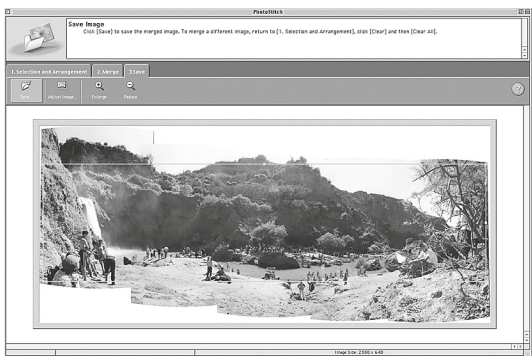 PhotoStitch
Save Image
Click [Save] to save the merged image. To merge a different image, return to [1. Selection and Arrangement], click [Clear] and then [Clear All].
1. Selection and Arrangement 2. Merge 3.Save
Save... Adjust Image... Enlarge Reduce
?
Image Size: 2580 x 640